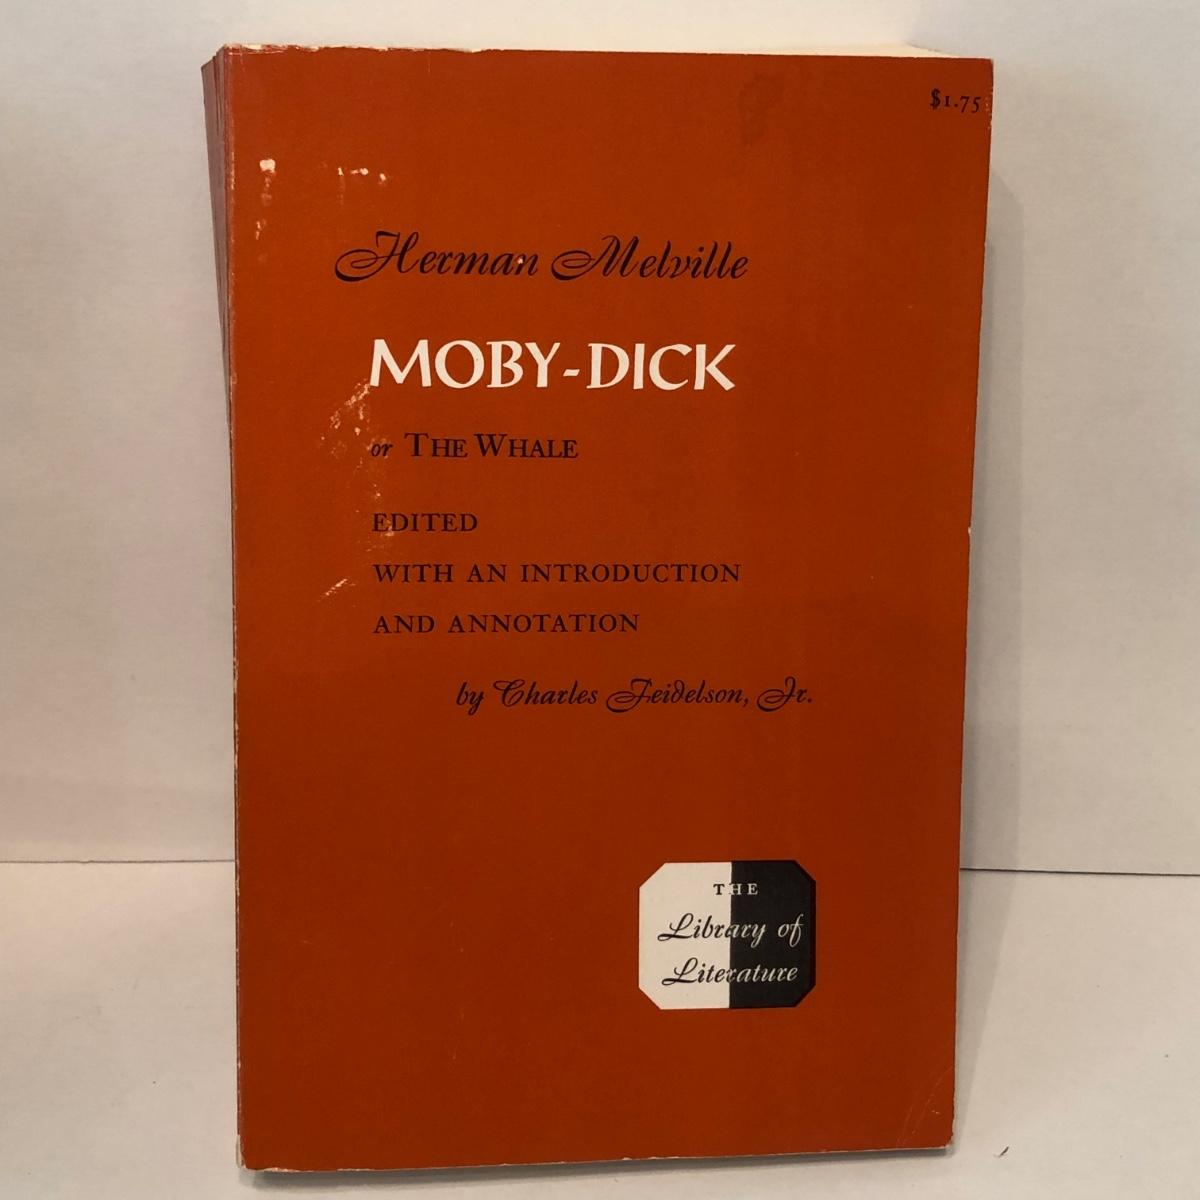 $1.75
Herman Melville
MOBY-DICK
or THE WHALE
EDITED
WITH AN INTRODUCTION
AND ANNOTATION
by Charles Feidelson, Jr.
THE
Library of
Literature